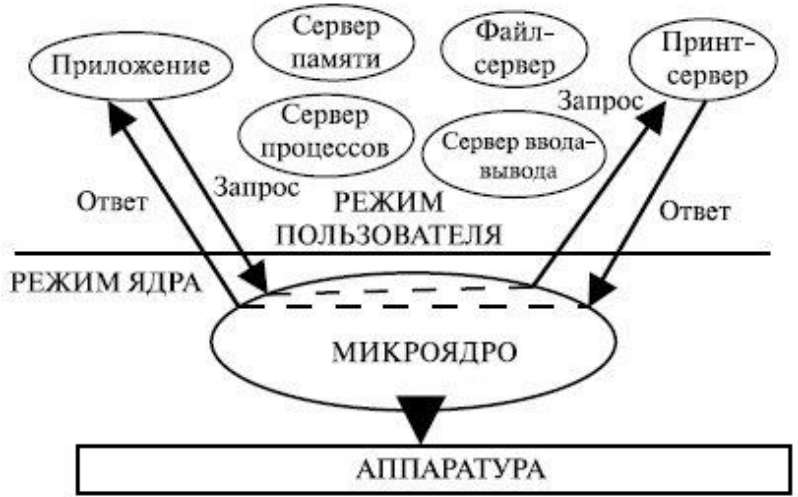 Приложение
Сервер
памяти
Файл-
сервер
Принт-
сервер
Сервер
процессов
Сервер ввода-
вывода
Запрос
Ответ
Запрос
Ответ
РЕЖИМ
ПОЛЬЗОВАТЕЛЯ
РЕЖИМ ЯДРА
МИКРОЯДРО
АППАРАТУРА